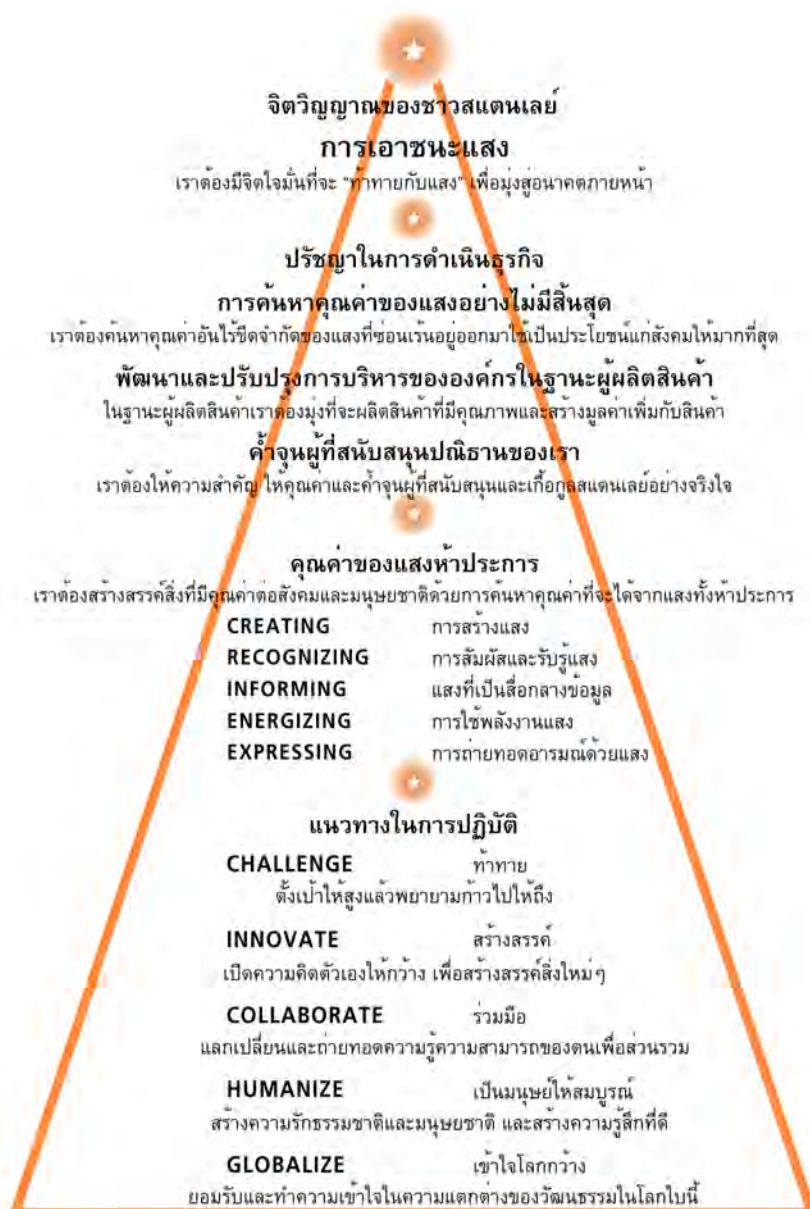 จิตวิญญาณของชาวสแตนเลย์
การเอาชนะแสง
เราต้องมีจิตใจมั่นที่จะ "ท้าทายกับแสง" เพื่อมุ่งสู่อนาคตภายหน้า
ปรัชญาในการดำเนินธุรกิจ
การค้นหาคุณค่าของแสงอย่างไม่มีสิ้นสุด
เราต้องค้นหาคุณค่าอันไร้ขีดจำกัดของแสงที่ซ่อนเร้นอยู่ออกมาใช้เป็นประโยชน์แก่สังคมให้มากที่สุด
พัฒนาและปรับปรุงการบริหารขององค์กรในฐานะผู้ผลิตสินค้า
ในฐานะผู้ผลิตสินค้าเราต้องมุ่งที่จะผลิตสินค้าที่มีคุณภาพและสร้างมูลค่าเพิ่มกับสินค้า
ค้ำจุนผู้ที่สนับสนุนปณิธานของเรา
เราต้องให้ความสำคัญ ให้คุณค่าและค้ำจุนผู้ที่สนับสนุนและเกื้อกูลสแตนเลย์อย่างจริงใจ
คุณค่าของแสงห้าประการ
เราต้องสร้างสรรค์สิ่งที่มีคุณค่าต่อสังคมและมนุษยชาติด้วยการค้นหาคุณค่าที่จะได้จากแสงทั้งห้าประการ
CREATING การสร้างแสง
RECOGNIZING การสัมผัสและรับรู้แสง
INFORMING แสงที่เป็นสื่อกลางข้อมูล
ENERGIZING การใช้พลังงานแสง
EXPRESSING การถ่ายทอดอารมณ์ด้วยแสง
แนวทางในการปฏิบัติ
CHALLENGE ท้าทาย
ตั้งเป้าให้สูงแล้วพยายามก้าวไปให้ถึง
INNOVATE สร้างสรรค์
เปิดความคิดตัวเองให้กว้าง เพื่อสร้างสรรค์สิ่งใหม่ๆ
COLLABORATE ร่วมมือ
แลกเปลี่ยนและถ่ายทอดความรู้ความสามารถของตนเพื่อส่วนรวม
HUMANIZE เป็นมนุษย์ให้สมบูรณ์
สร้างความรักธรรมชาติและมนุษยชาติ และสร้างความรู้สึกที่ดี
GLOBALIZE เข้าใจโลกกว้าง
ยอมรับและทำความเข้าใจในความแตกต่างของวัฒนธรรมในโลกใบนี้